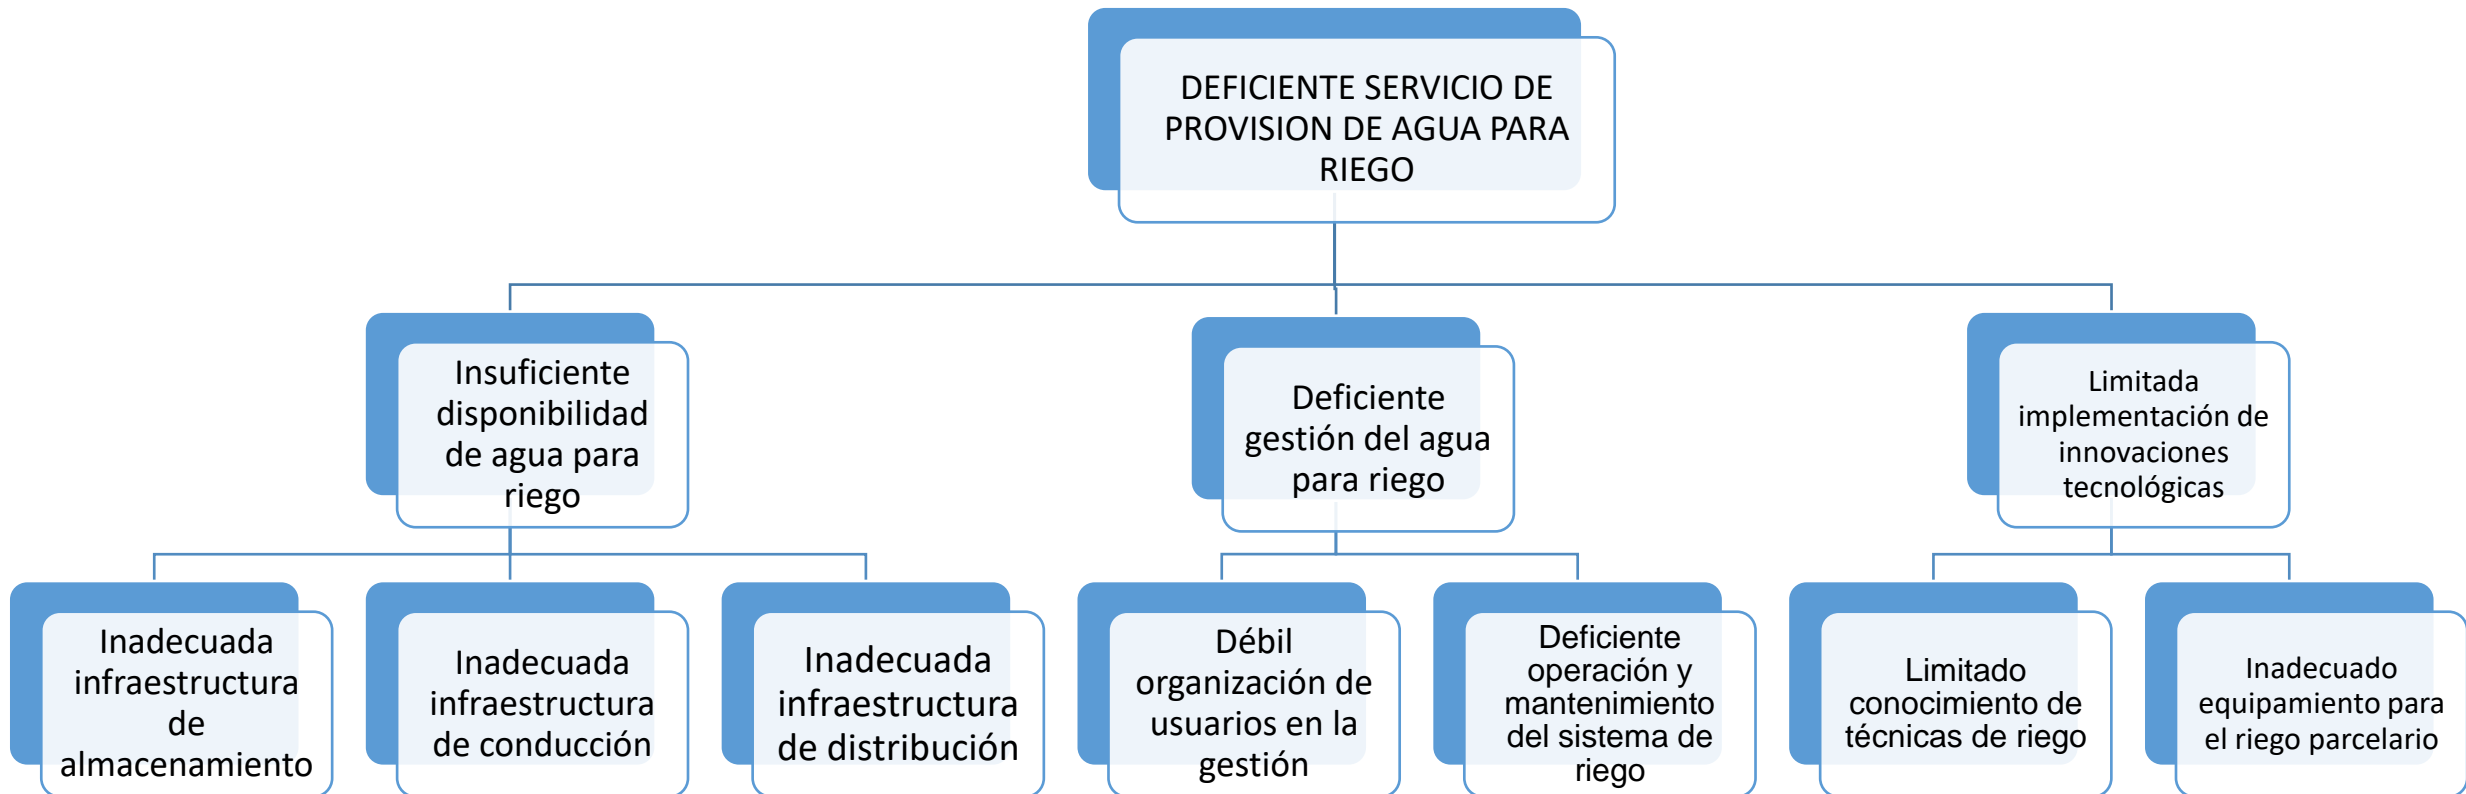 DEFICIENTE SERVICIO DE
PROVISION DE AGUA PARA
RIEGO
Insuficiente
disponibilidad
de agua para
riego
Deficiente
gestión del agua
para riego
Limitada
implementación de
innovaciones
tecnológicas
Inadecuada
infraestructura
de
almacenamiento
Inadecuada
infraestructura
de conducción
Inadecuada
infraestructura
de distribución
Débil
organización de
usuarios en la
gestión
Deficiente
operación y
mantenimiento
del sistema de
riego
Limitado
conocimiento de
técnicas de riego
Inadecuado
equipamiento para
el riego parcelario